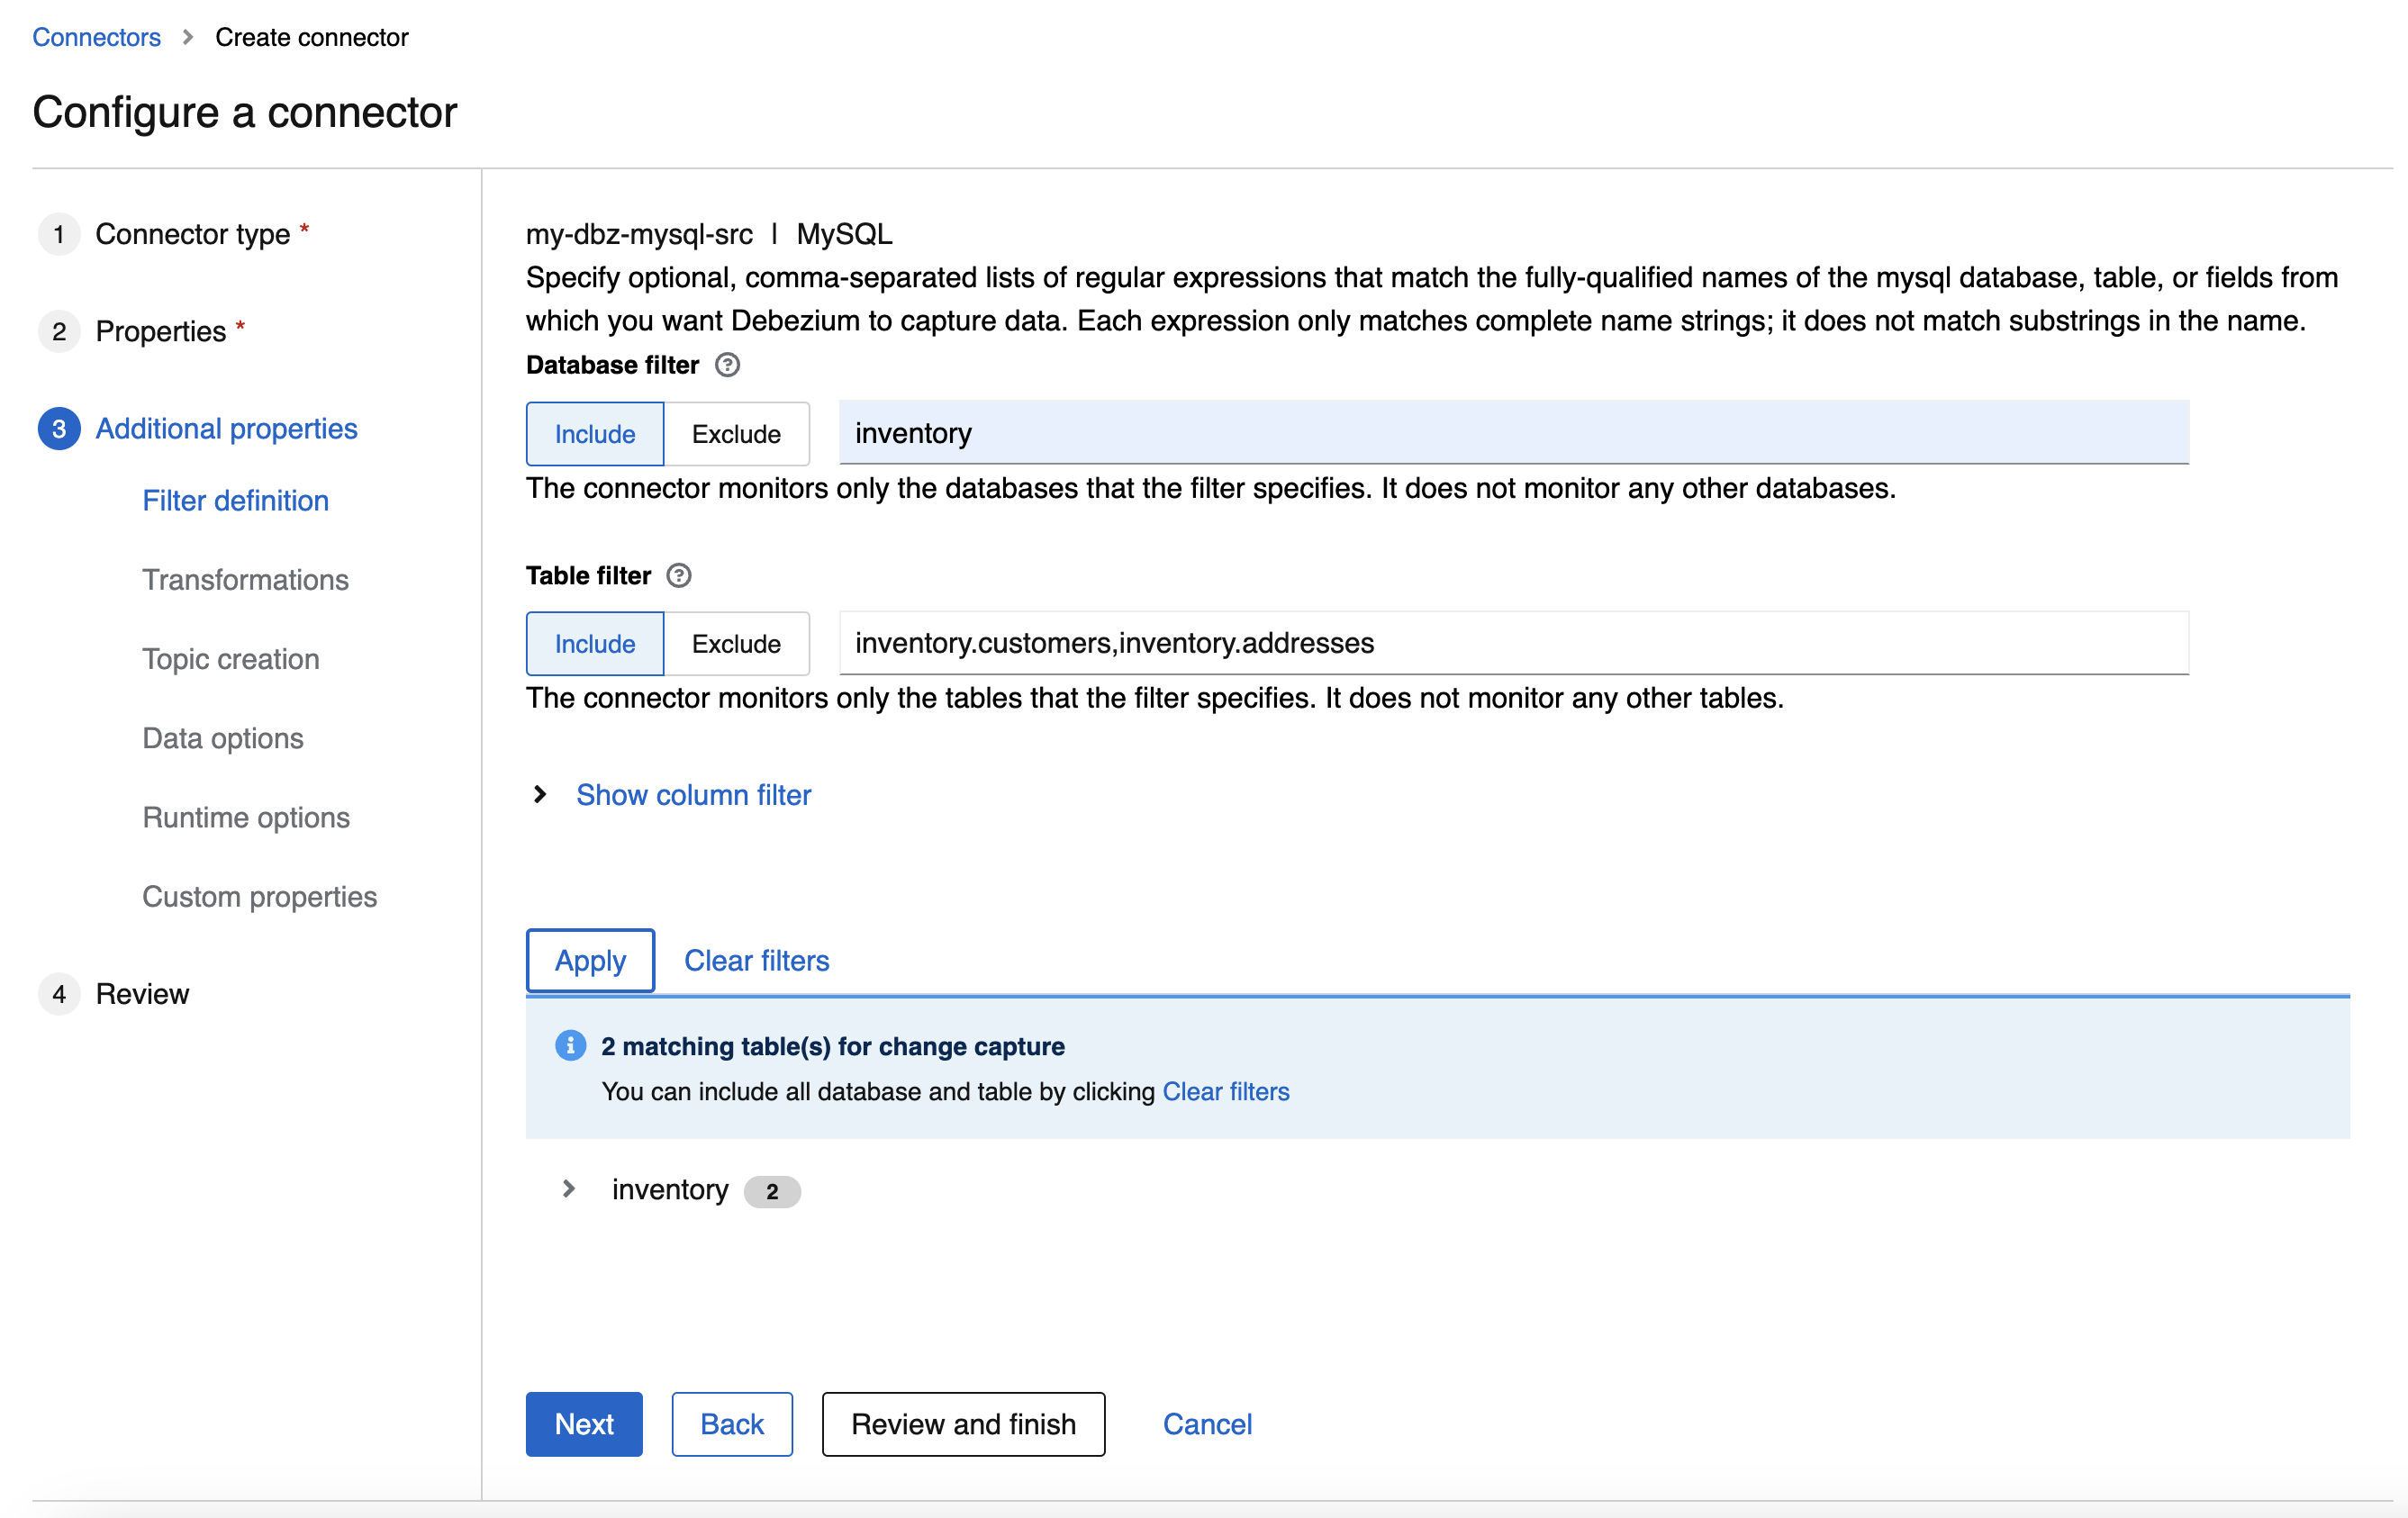 Connectors > Create connector
Configure a connector
1 Connector type *
2 Properties *
3 Additional properties
Filter definition
Transformations
Topic creation
Data options
Runtime options
Custom properties
4 Review
my-dbz-mysql-src | MySQL
Specify optional, comma-separated lists of regular expressions that match the fully-qualified names of the mysql database, table, or fields from
which you want Debezium to capture data. Each expression only matches complete name strings; it does not match substrings in the name.
Database filter ?
Include Exclude inventory
The connector monitors only the databases that the filter specifies. It does not monitor any other databases.
Table filter ?
Include Exclude inventory.customers,inventory.addresses
The connector monitors only the tables that the filter specifies. It does not monitor any other tables.
> Show column filter
Apply Clear filters
i 2 matching table(s) for change capture
You can include all database and table by clicking Clear filters
> inventory 2
Next Back Review and finish Cancel